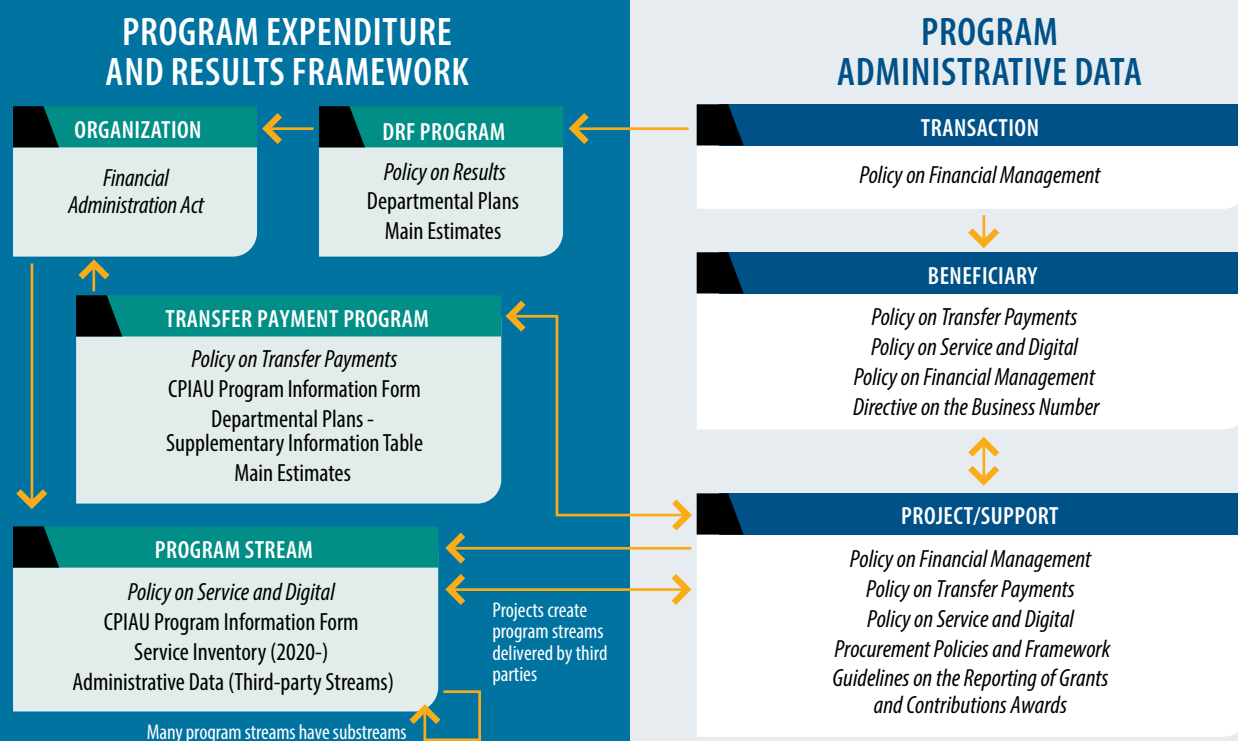 PROGRAM EXPENDITURE
AND RESULTS FRAMEWORK
ORGANIZATION
Financial
Administration Act
DRF PROGRAM
Policy on Results
Departmental Plans
Main Estimates
TRANSFER PAYMENT PROGRAM
Policy on Transfer Payments
CPIAU Program Information Form
Departmental Plans -
Supplementary Information Table
Main Estimates
PROGRAM STREAM
Policy on Service and Digital
CPIAU Program Information Form
Service Inventory (2020-)
Administrative Data (Third-party Streams)
Many program streams have substreams
Projects create
program streams
delivered by third
parties
PROGRAM
ADMINISTRATIVE DATA
TRANSACTION
Policy on Financial Management
BENEFICIARY
Policy on Transfer Payments
Policy on Service and Digital
Policy on Financial Management
Directive on the Business Number
PROJECT/SUPPORT
Policy on Financial Management
Policy on Transfer Payments
Policy on Service and Digital
Procurement Policies and Framework
Guidelines on the Reporting of Grants
and Contributions Awards